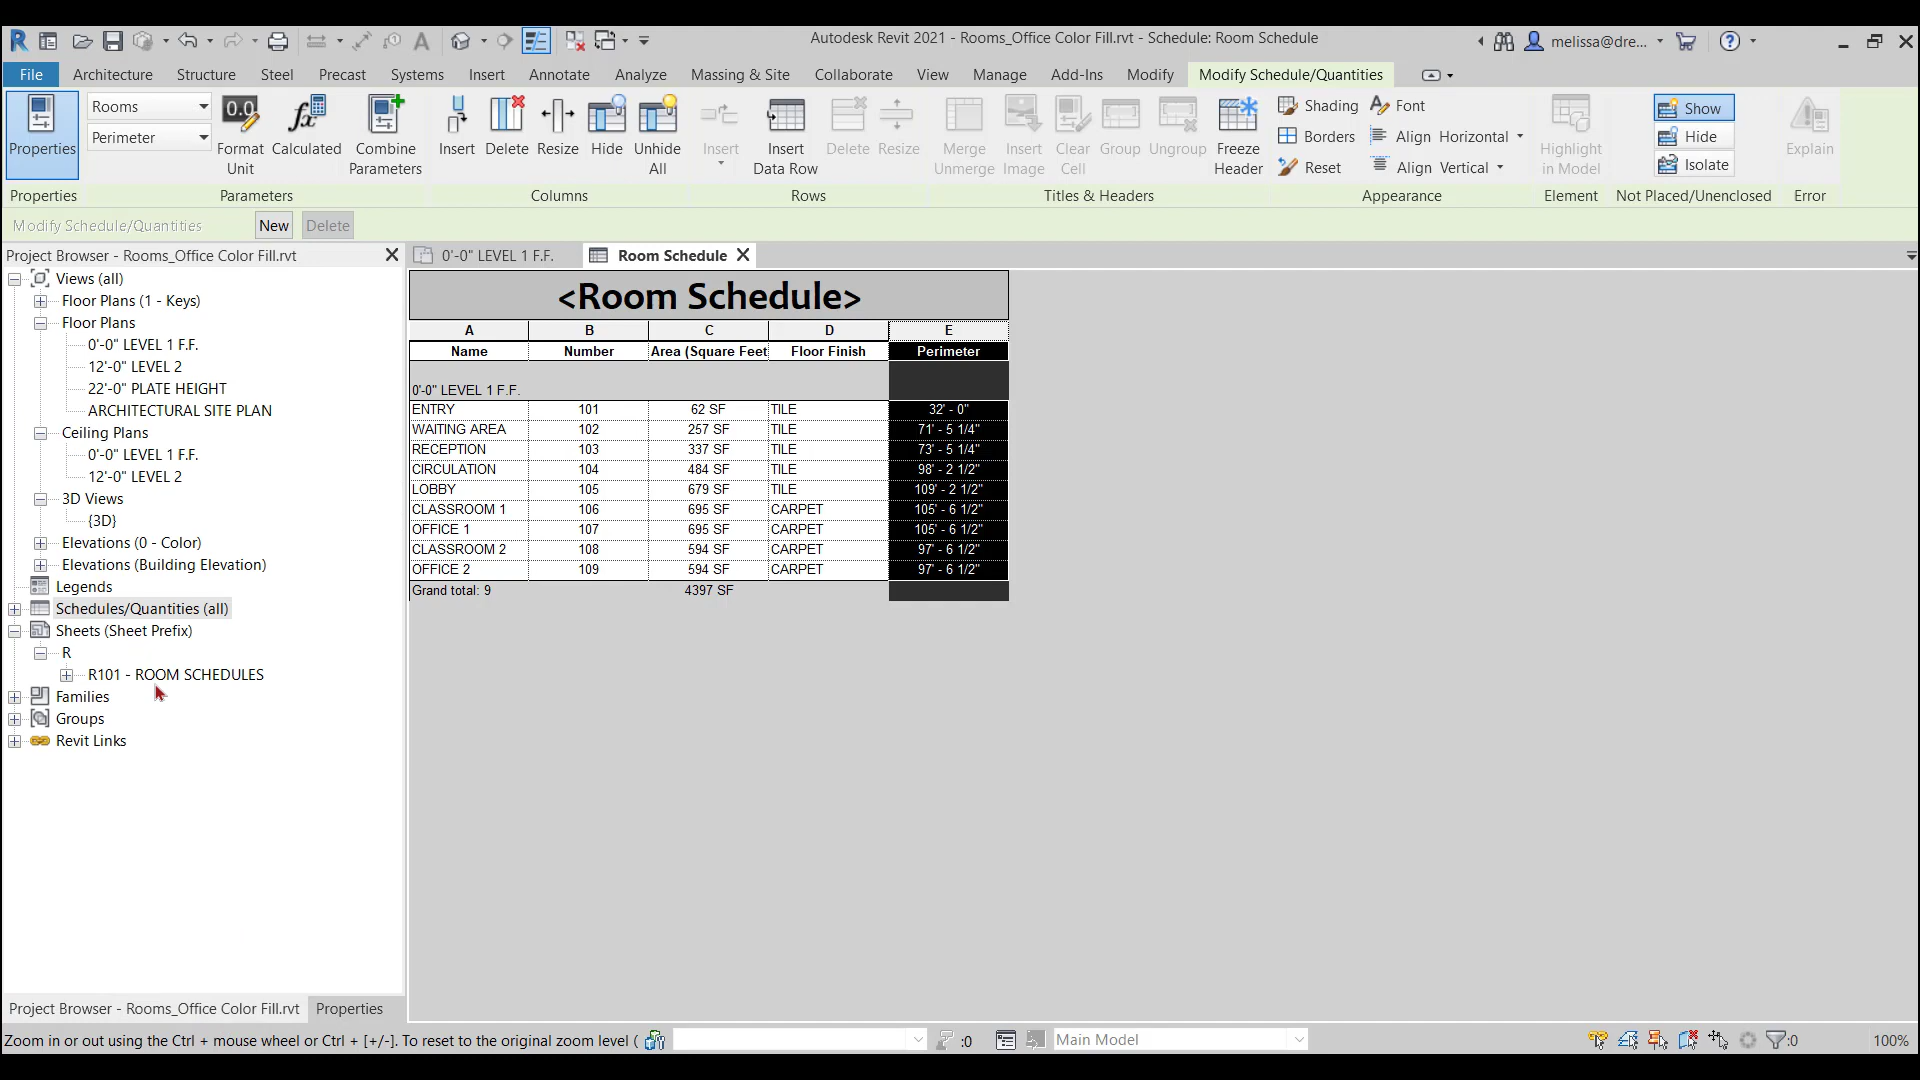 Autodesk Revit 2021 - Rooms_Office Color Fill.rvt - Schedule: Room Schedule
melissa@dre...
File Architecture Structure Steel Precast Systems Insert Annotate Analyze Massing & Site Collaborate View Manage Add-Ins Modify Modify Schedule/Quantities
Properties
Rooms
Perimeter
Format
Unit
Calculated
Combine
Parameters
Insert
Delete
Resize
Hide
Unhide
All
Insert
Insert
Data Row
Delete
Resize
Merge
Unmerge
Insert
Image
Clear
Cell
Group
Ungroup
Freeze
Header
Shading
Borders
Reset
Font
Align Horizontal
Align Vertical
Highlight
in Model
Show
Hide
Isolate
Explain
Properties Parameters Columns Rows Titles & Headers Appearance Element Not Placed/Unenclosed Error
Modify Schedule/Quantities New Delete
Project Browser - Rooms_Office Color Fill.rvt
Views (all)
Floor Plans (1 - Keys)
Floor Plans
0'-0" LEVEL 1 F.F.
12'-0" LEVEL 2
22'-0" PLATE HEIGHT
ARCHITECTURAL SITE PLAN
Ceiling Plans
0'-0" LEVEL 1 F.F.
12'-0" LEVEL 2
3D Views
{3D}
Elevations (0 - Color)
Elevations (Building Elevation)
Legends
Schedules/Quantities (all)
Sheets (Sheet Prefix)
R
R101 - ROOM SCHEDULES
Families
Groups
Revit Links
0'-0" LEVEL 1 F.F. Room Schedule
<Room Schedule>
A B C D E
Name Number Area (Square Feet Floor Finish Perimeter
0'-0" LEVEL 1 F.F.
ENTRY 101 62 SF TILE 32' - 0"
WAITING AREA 102 257 SF TILE 71' - 5 1/4"
RECEPTION 103 337 SF TILE 73' - 5 1/4"
CIRCULATION 104 484 SF TILE 98' - 2 1/2"
LOBBY 105 679 SF TILE 109' - 2 1/2"
CLASSROOM 1 106 695 SF CARPET 105' - 6 1/2"
OFFICE 1 107 695 SF CARPET 105' - 6 1/2"
CLASSROOM 2 108 594 SF CARPET 97' - 6 1/2"
OFFICE 2 109 594 SF CARPET 97' - 6 1/2"
Grand total: 9 4397 SF
Project Browser - Rooms_Office Color Fill.rvt Properties
Zoom in or out using the Ctrl + mouse wheel or Ctrl + [+/-]. To reset to the original zoom level (
:0
Main Model
:0
100%